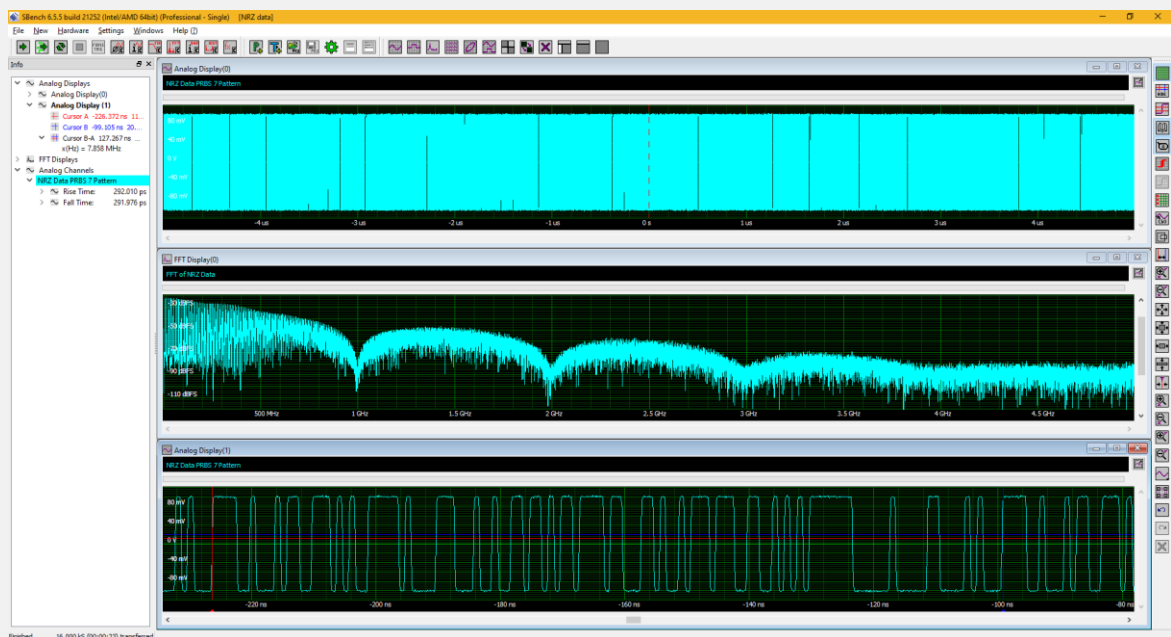 SBench 6.5.5 build 21252 (Intel/AMD 64bit) (Professional - Single) [NRZ data]
File New Hardware Settings Windows Help (?)
Info
Analog Displays
Analog Display(0)
Analog Display (1)
Cursor A -226.372 ns 11...
Cursor B -99.105 ns 20...
Cursor B-A 127.267 ns ...
x(Hz) = 7.858 MHz
FFT Displays
Analog Channels
NRZ Data PRBS 7 Pattern
Rise Time: 292.010 ps
Fall Time: 291.976 ps
Analog Display(0)
NRZ Data PRBS 7 Pattern
80 mV
40 mV
0 V
-40 mV
-80 mV
-4 us -3 us -2 us -1 us 0 s 1 us 2 us 3 us 4 us
FFT Display(0)
FFT of NRZ Data
-30 dBFS
-50 dBFS
-70 dBFS
-90 dBFS
-110 dBFS
500 MHz 1 GHz 1.5 GHz 2 GHz 2.5 GHz 3 GHz 3.5 GHz 4 GHz 4.5 GHz
Analog Display(1)
NRZ Data PRBS 7 Pattern
80 mV
40 mV
0 V
-40 mV
-80 mV
-220 ns -200 ns -180 ns -160 ns -140 ns -120 ns -100 ns -80 ns
Finished